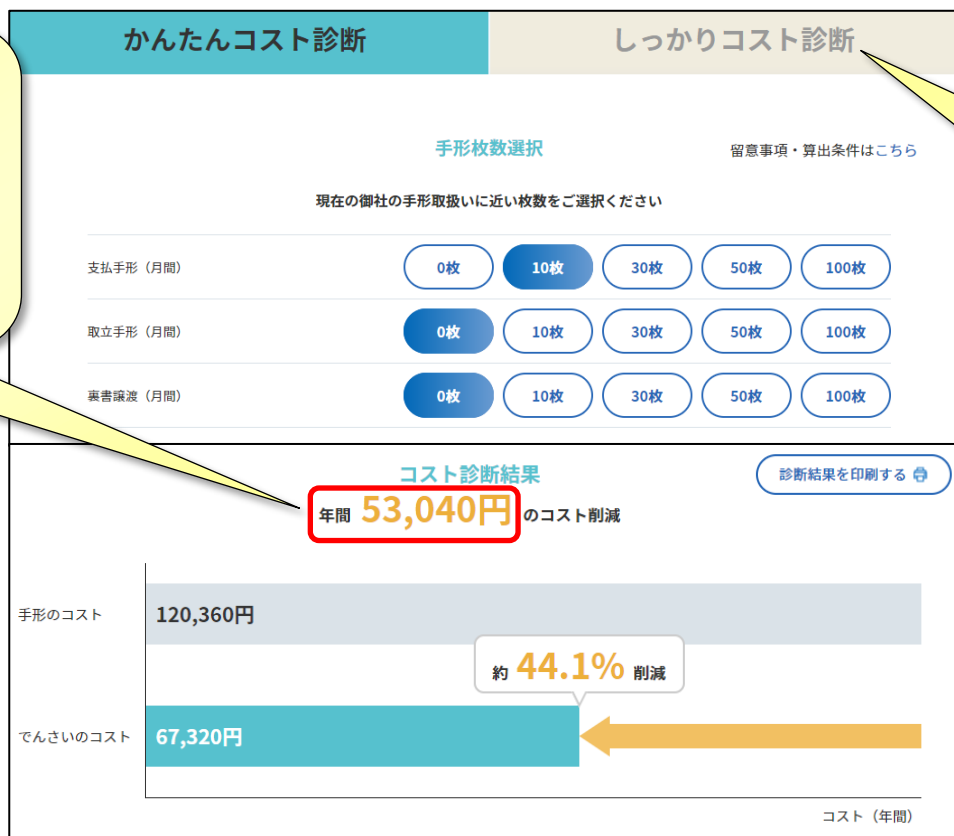 かんたんコスト診断
しっかりコスト診断
手形枚数選択
留意事項・算出条件はこちら
現在の御社の手形取扱いに近い枚数をご選択ください
支払手形（月間） 0枚 10枚 30枚 50枚 100枚
取立手形（月間） 0枚 10枚 30枚 50枚 100枚
裏書譲渡（月間） 0枚 10枚 30枚 50枚 100枚
コスト診断結果
診断結果を印刷する
年間 53,040円 のコスト削減
手形のコスト 120,360円
約 44.1% 削減
でんさいのコスト 67,320円
コスト（年間）